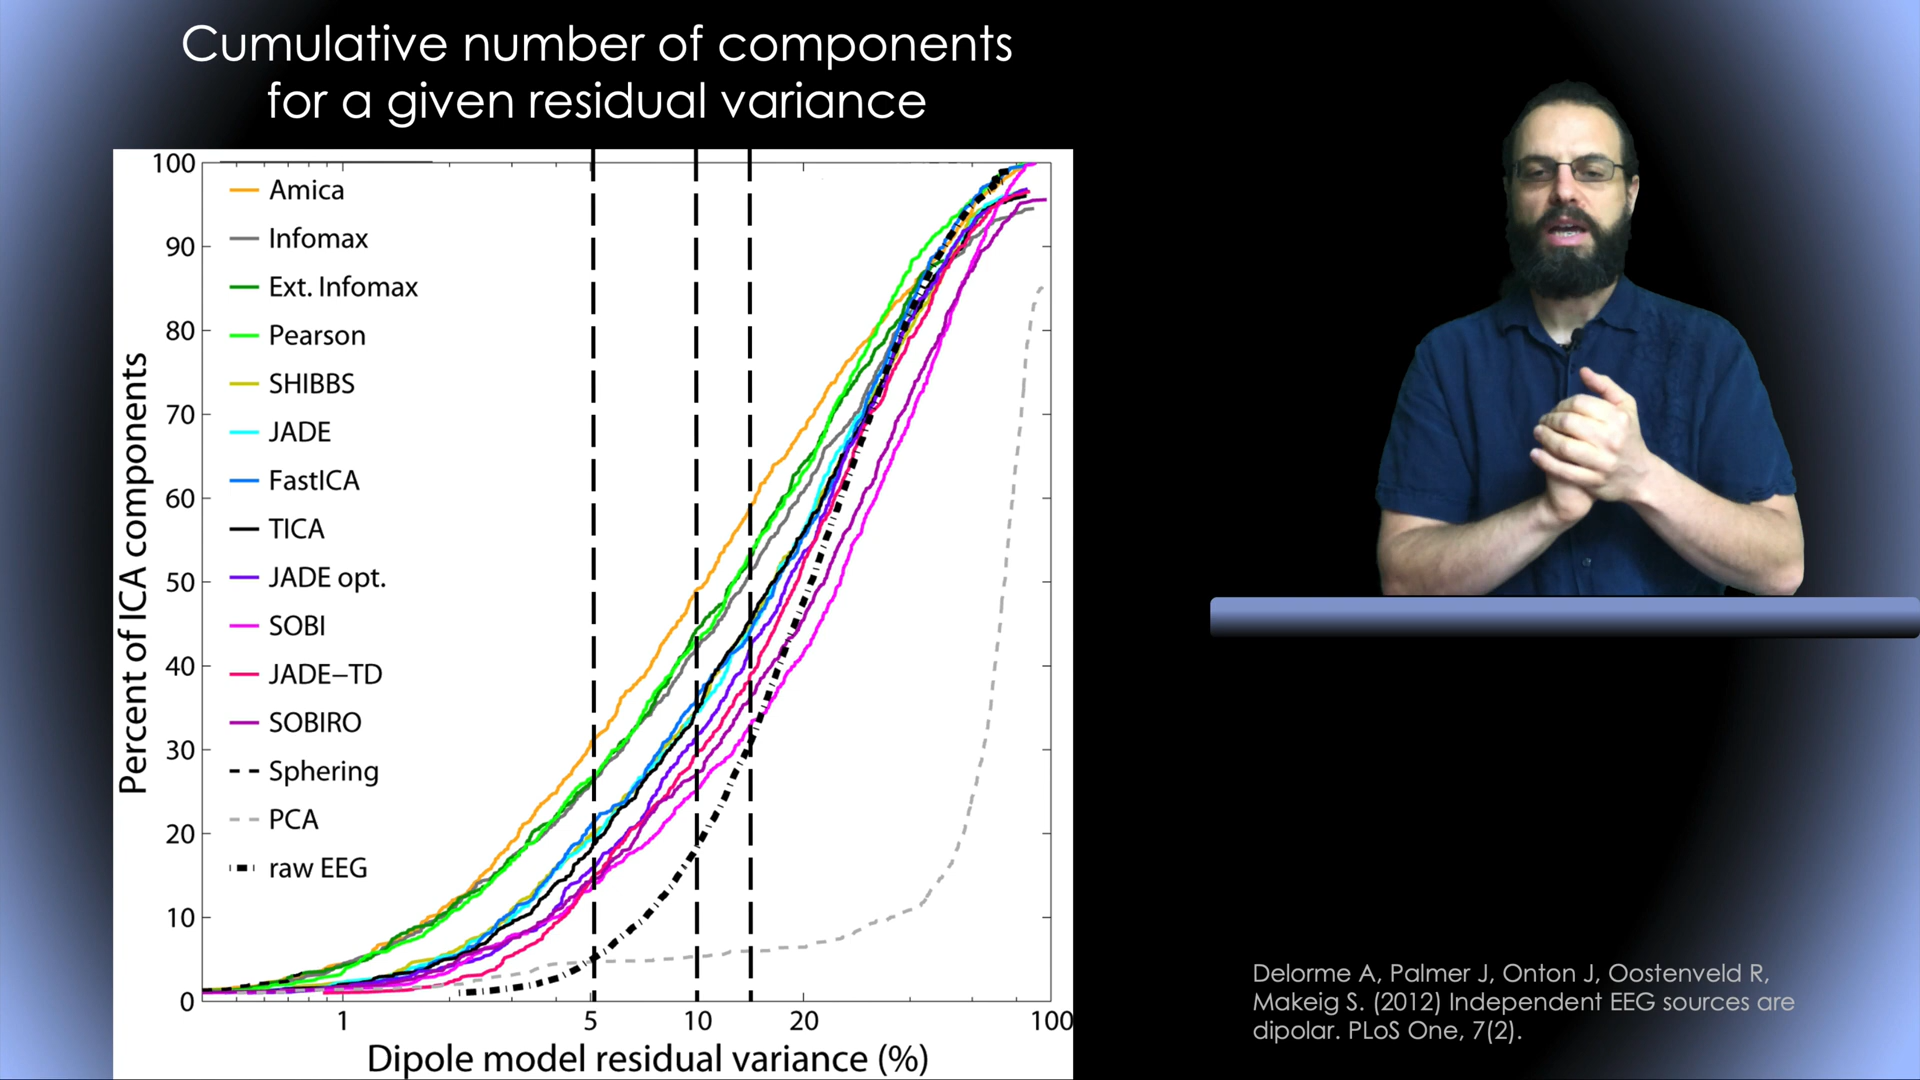 Cumulative number of components
for a given residual variance
100
90
80
70
60
50
40
30
20
10
0
Percent of ICA components
Amica
Infomax
Ext. Infomax
Pearson
SHIBBS
JADE
FastICA
TICA
JADE opt.
SOBI
JADE–TD
SOBIRO
Sphering
PCA
raw EEG
1 5 10 20 100
Dipole model residual variance (%)
Delorme A, Palmer J, Onton J, Oostenveld R,
Makeig S. (2012) Independent EEG sources are
dipolar. PLoS One, 7(2).